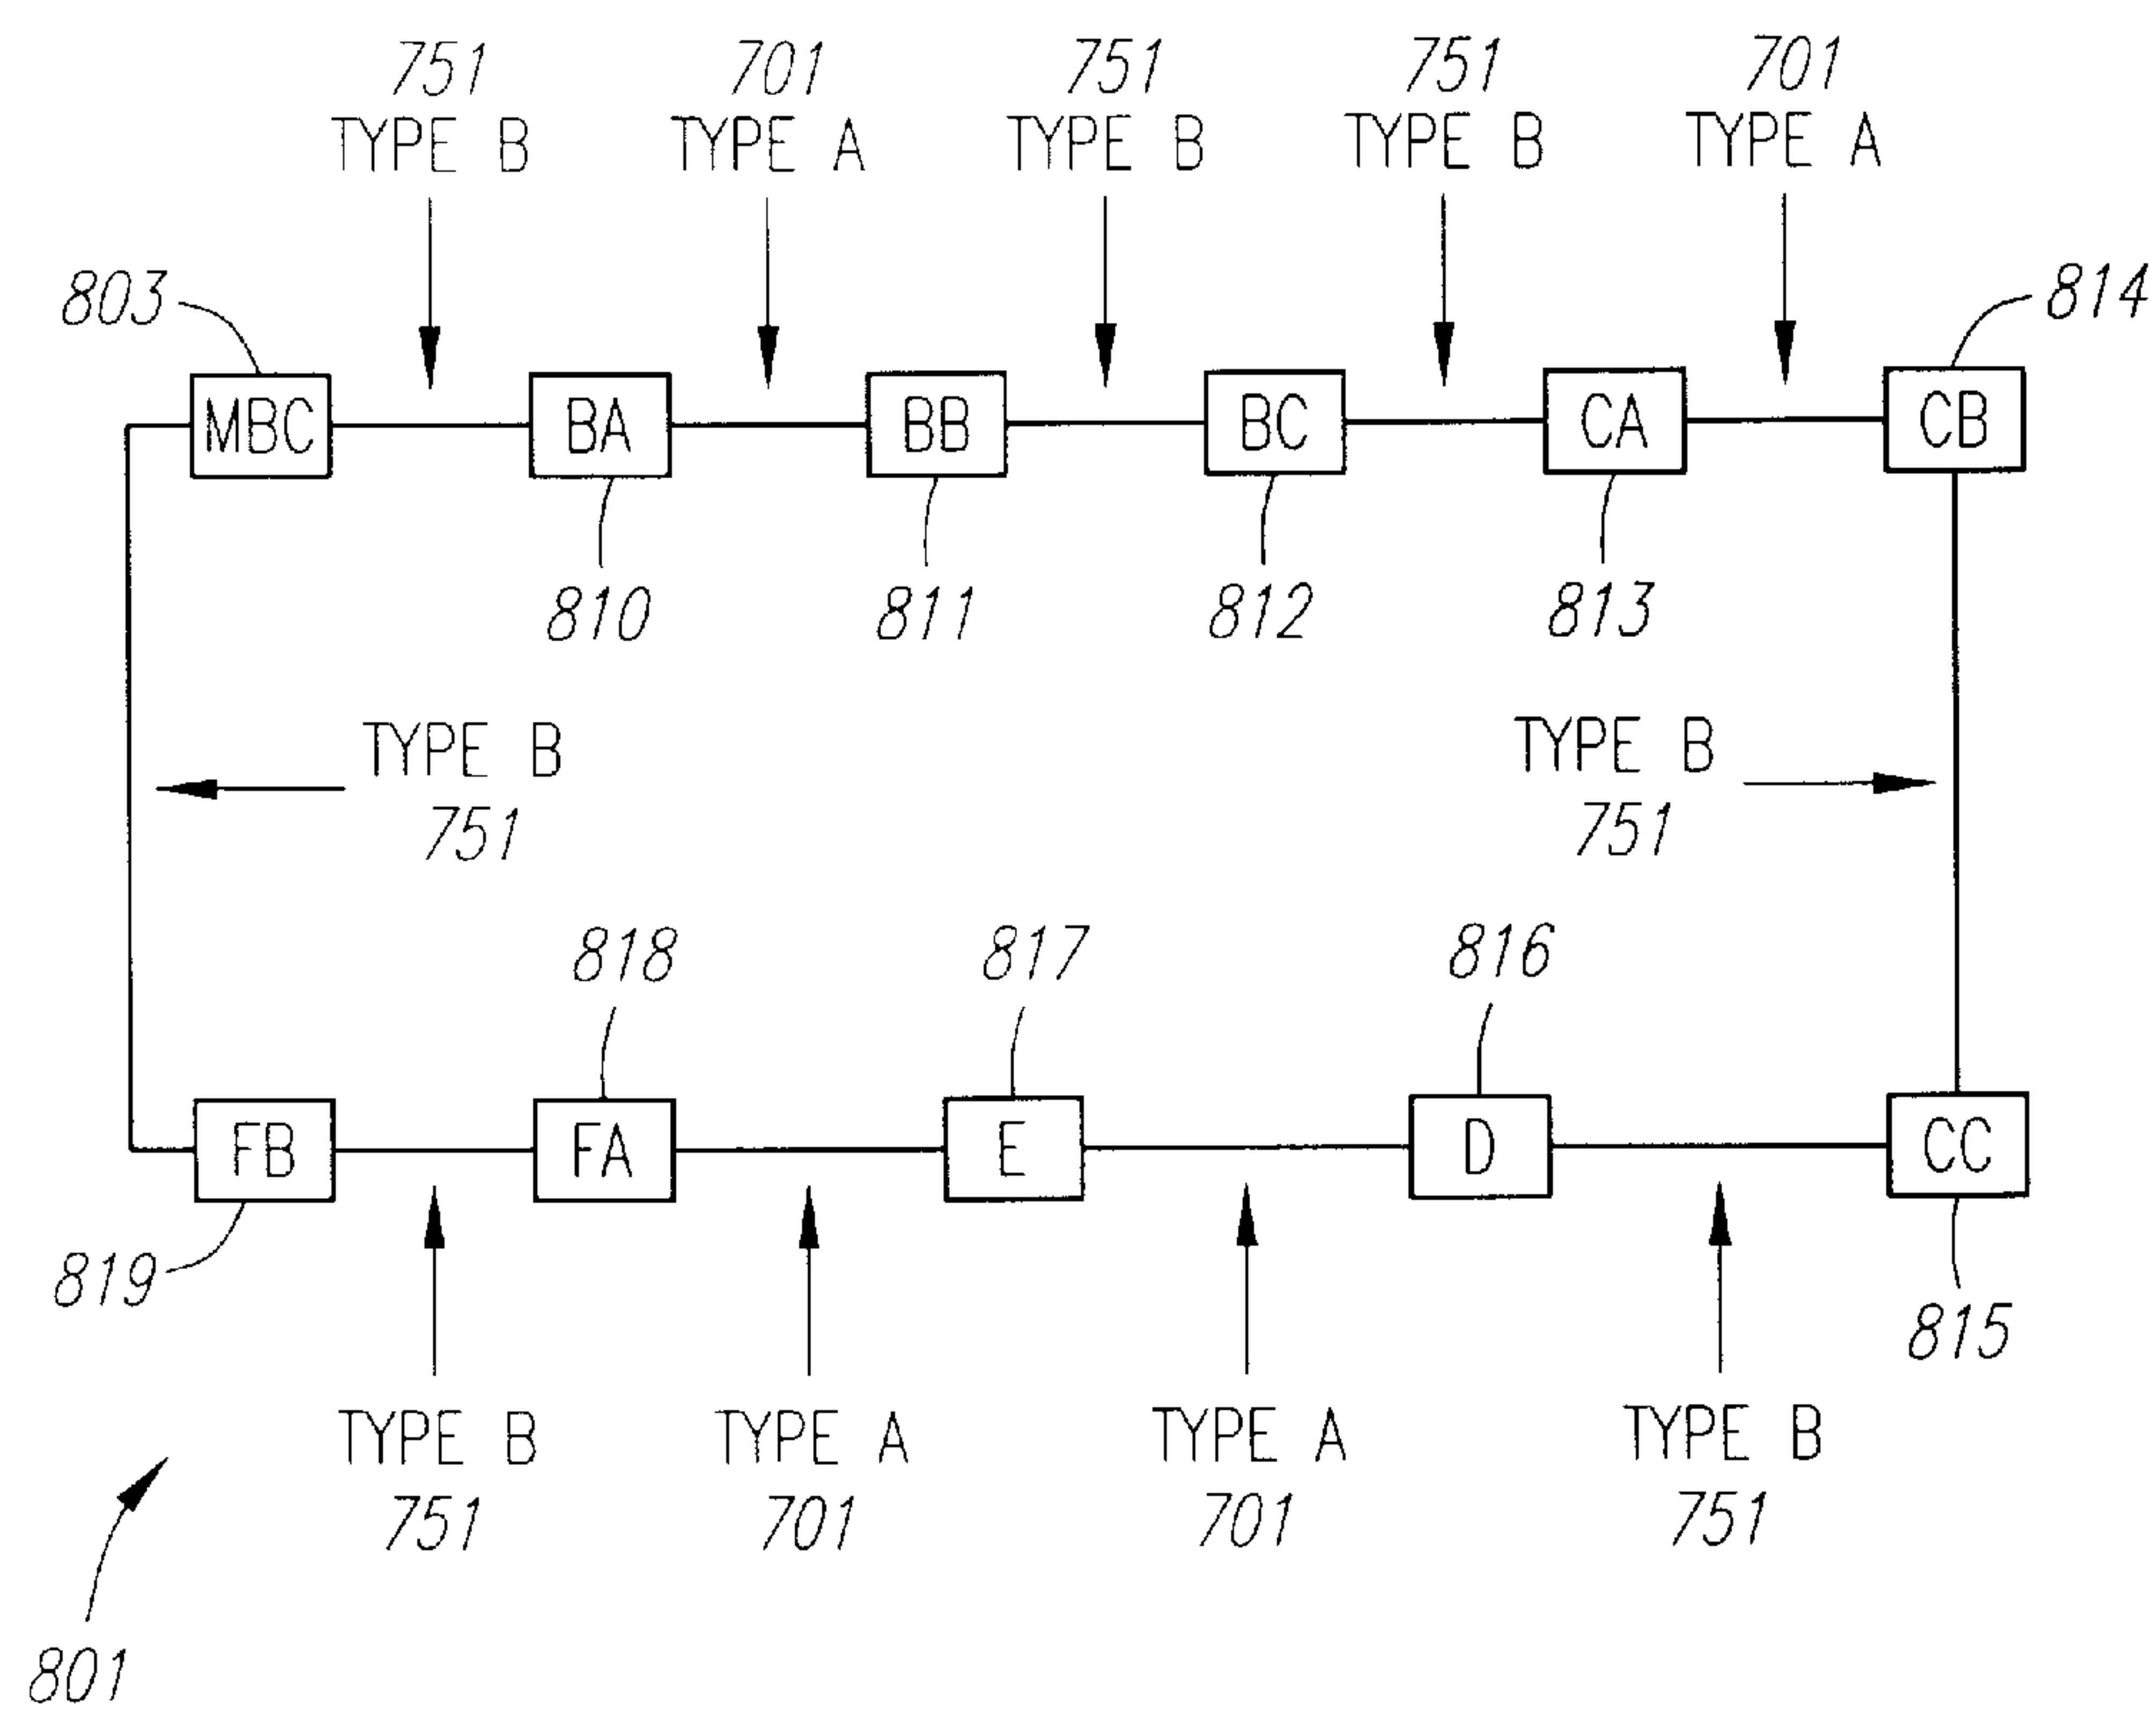 751 701 751 751 701
TYPE B TYPE A TYPE B TYPE B TYPE A
803 814
MBC BA BB BC CA CB
810 811 812 813
TYPE B TYPE B
751 751
818 817 816
FB FA E D CC
819 815
TYPE B TYPE A TYPE A TYPE B
751 701 701 751
801